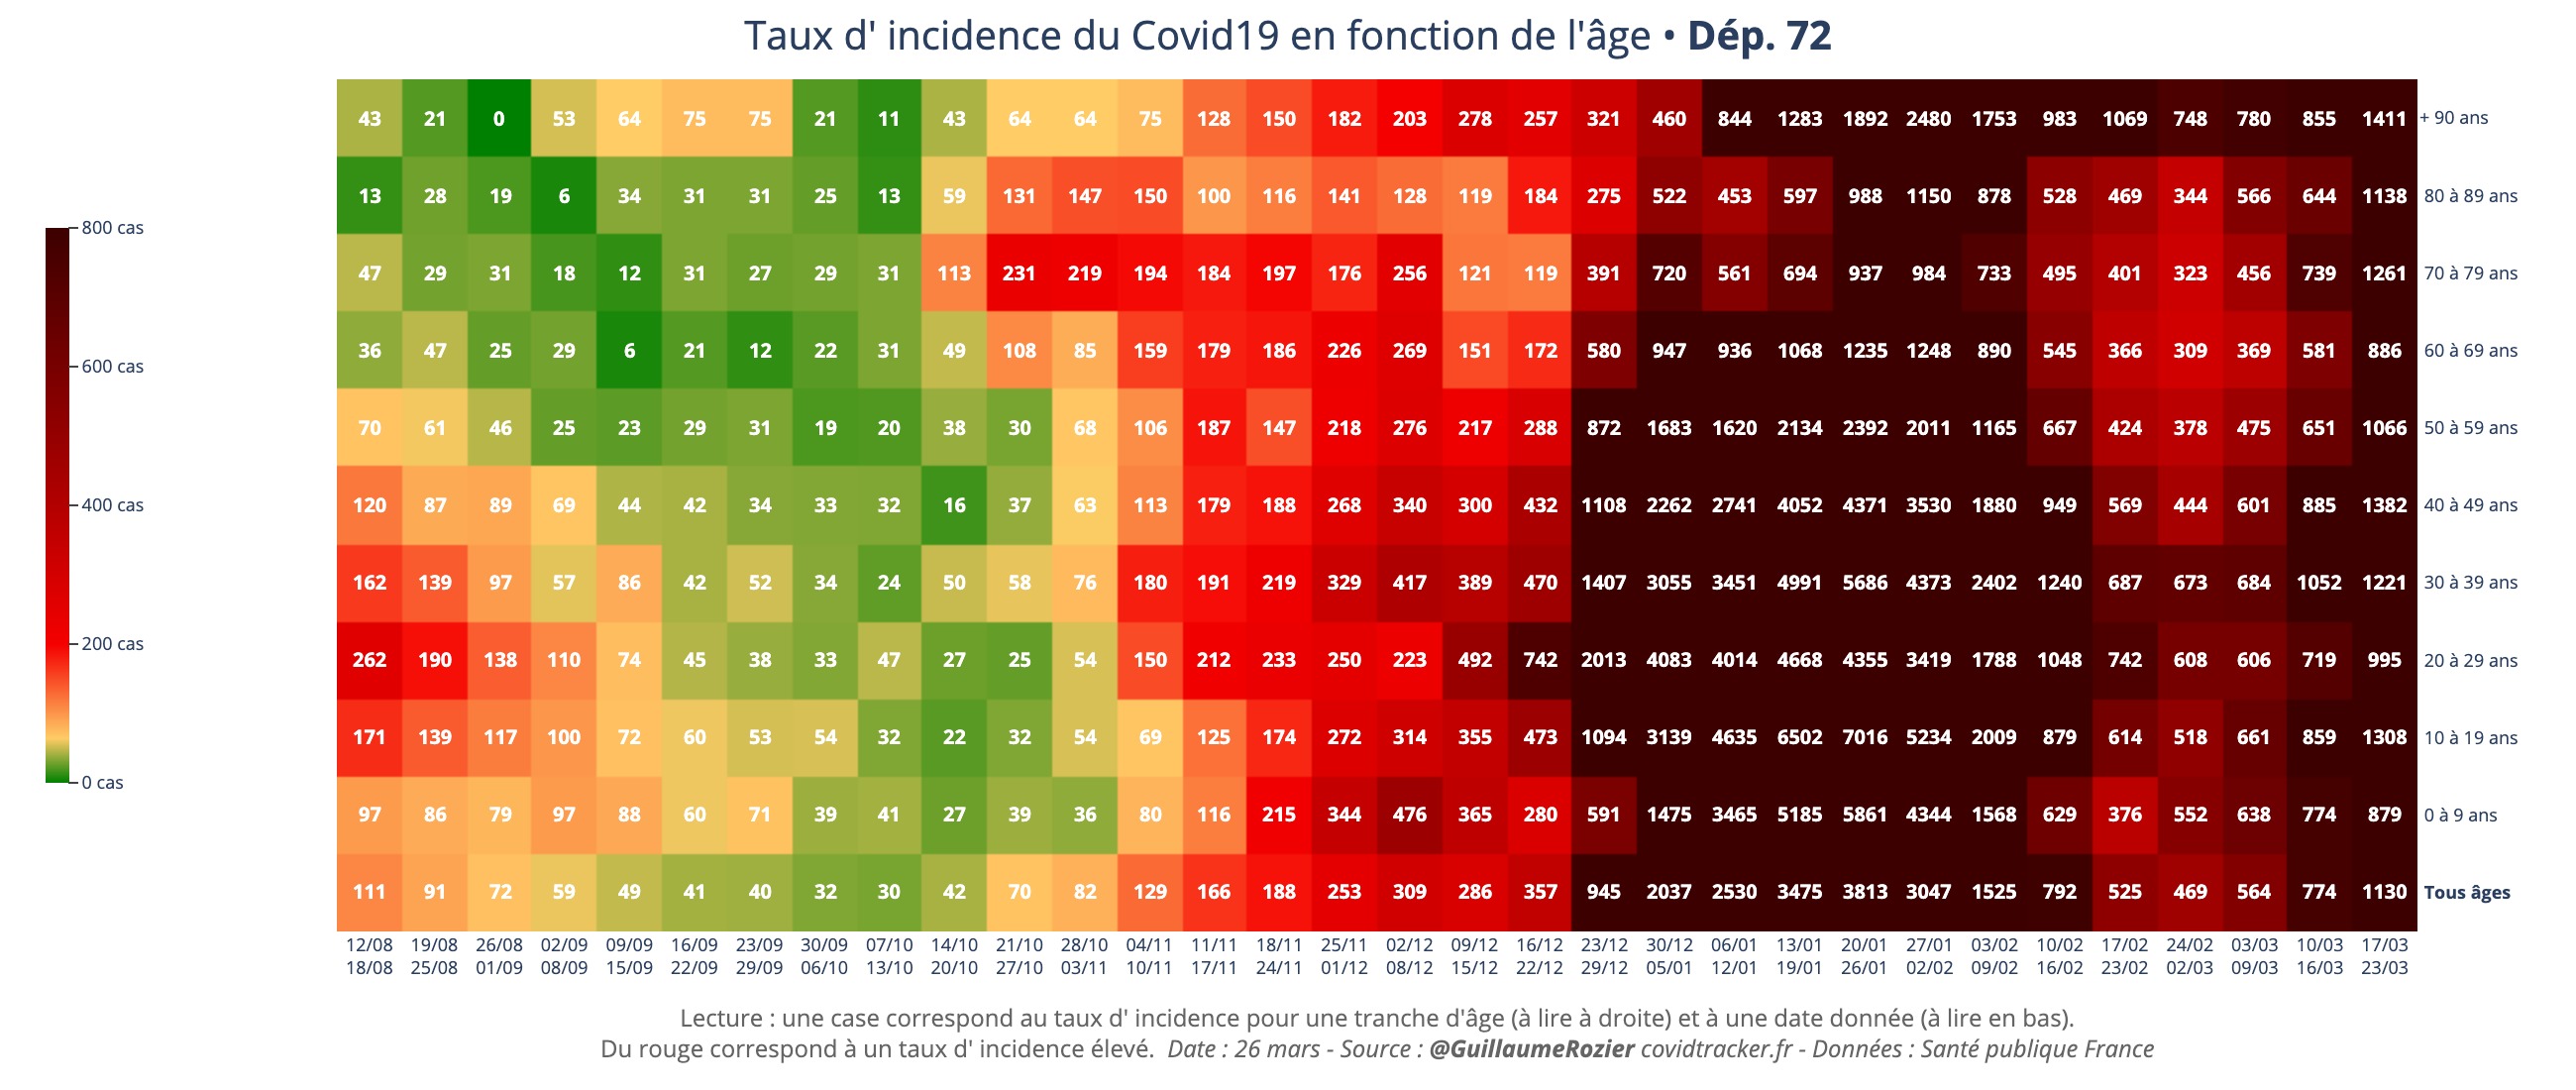 Taux d' incidence du Covid19 en fonction de l'âge • Dép. 72
800 cas
600 cas
400 cas
200 cas
0 cas
43 21 0 53 64 75 75 21 11 43 64 64 75 128 150 182 203 278 257 321 460 844 1283 1892 2480 1753 983 1069 748 780 855 1411 + 90 ans
13 28 19 6 34 31 31 25 13 59 131 147 150 100 116 141 128 119 184 275 522 453 597 988 1150 878 528 469 344 566 644 1138 80 à 89 ans
47 29 31 18 12 31 27 29 31 113 231 219 194 184 197 176 256 121 119 391 720 561 694 937 984 733 495 401 323 456 739 1261 70 à 79 ans
36 47 25 29 6 21 12 22 31 49 108 85 159 179 186 226 269 151 172 580 947 936 1068 1235 1248 890 545 366 309 369 581 886 60 à 69 ans
70 61 46 25 23 29 31 19 20 38 30 68 106 187 147 218 276 217 288 872 1683 1620 2134 2392 2011 1165 667 424 378 475 651 1066 50 à 59 ans
120 87 89 69 44 42 34 33 32 16 37 63 113 179 188 268 340 300 432 1108 2262 2741 4052 4371 3530 1880 949 569 444 601 885 1382 40 à 49 ans
162 139 97 57 86 42 52 34 24 50 58 76 180 191 219 329 417 389 470 1407 3055 3451 4991 5686 4373 2402 1240 687 673 684 1052 1221 30 à 39 ans
262 190 138 110 74 45 38 33 47 27 25 54 150 212 233 250 223 492 742 2013 4083 4014 4668 4355 3419 1788 1048 742 608 606 719 995 20 à 29 ans
171 139 117 100 72 60 53 54 32 22 32 54 69 125 174 272 314 355 473 1094 3139 4635 6502 7016 5234 2009 879 614 518 661 859 1308 10 à 19 ans
97 86 79 97 88 60 71 39 41 27 39 36 80 116 215 344 476 365 280 591 1475 3465 5185 5861 4344 1568 629 376 552 638 774 879 0 à 9 ans
111 91 72 59 49 41 40 32 30 42 70 82 129 166 188 253 309 286 357 945 2037 2530 3475 3813 3047 1525 792 525 469 564 774 1130 Tous âges
12/08 19/08 26/08 02/09 09/09 16/09 23/09 30/09 07/10 14/10 21/10 28/10 04/11 11/11 18/11 25/11 02/12 09/12 16/12 23/12 30/12 06/01 13/01 20/01 27/01 03/02 10/02 17/02 24/02 03/03 10/03 17/03
18/08 25/08 01/09 08/09 15/09 22/09 29/09 06/10 13/10 20/10 27/10 03/11 10/11 17/11 24/11 01/12 08/12 15/12 22/12 29/12 05/01 12/01 19/01 26/01 02/02 09/02 16/02 23/02 02/03 09/03 16/03 23/03
Lecture : une case correspond au taux d' incidence pour une tranche d'âge (à lire à droite) et à une date donnée (à lire en bas).
Du rouge correspond à un taux d' incidence élevé. Date : 26 mars - Source : @GuillaumeRozier covidtracker.fr - Données : Santé publique France